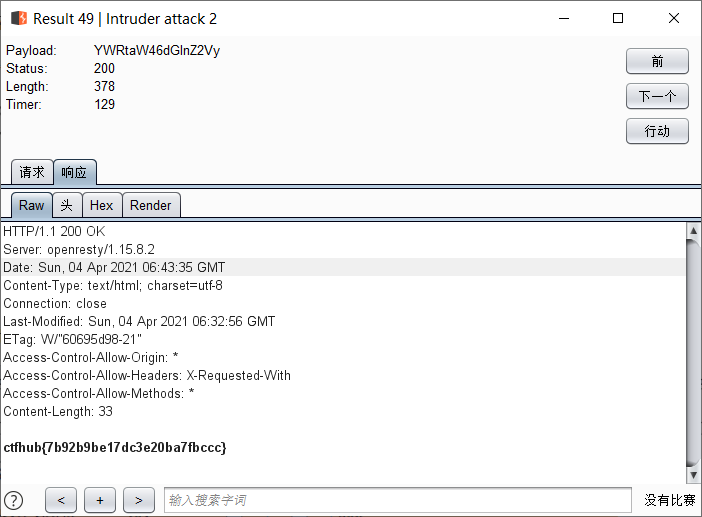 Result 49 | Intruder attack 2
Payload: YWRtaW46dGlnZ2Vy
Status: 200
Length: 378
Timer: 129
前
下一个
行动
请求 响应
Raw 头 Hex Render
HTTP/1.1 200 OK
Server: openresty/1.15.8.2
Date: Sun, 04 Apr 2021 06:43:35 GMT
Content-Type: text/html; charset=utf-8
Connection: close
Last-Modified: Sun, 04 Apr 2021 06:32:56 GMT
ETag: W/"60695d98-21"
Access-Control-Allow-Origin: *
Access-Control-Allow-Headers: X-Requested-With
Access-Control-Allow-Methods: *
Content-Length: 33
ctfhub{7b92b9be17dc3e20ba7fbccc}
? < + > 输入搜索字词 没有比赛